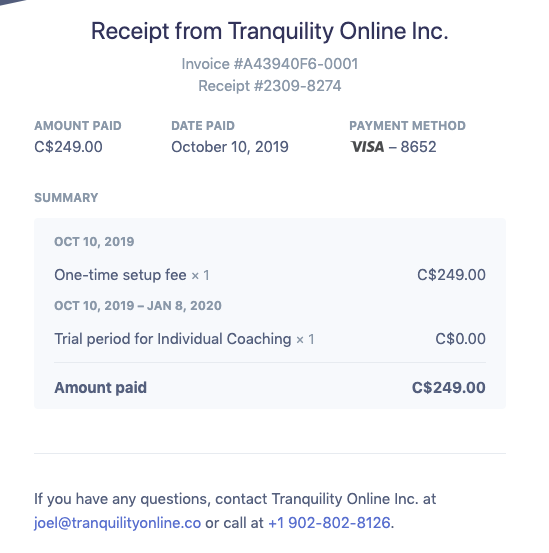 Receipt from Tranquility Online Inc.
Invoice #A43940F6-0001
Receipt #2309-8274
AMOUNT PAID DATE PAID PAYMENT METHOD
C$249.00 October 10, 2019 VISA – 8652
SUMMARY
OCT 10, 2019
One-time setup fee × 1 C$249.00
OCT 10, 2019 – JAN 8, 2020
Trial period for Individual Coaching × 1 C$0.00
Amount paid C$249.00
If you have any questions, contact Tranquility Online Inc. at
joel@tranquilityonline.co or call at +1 902-802-8126.